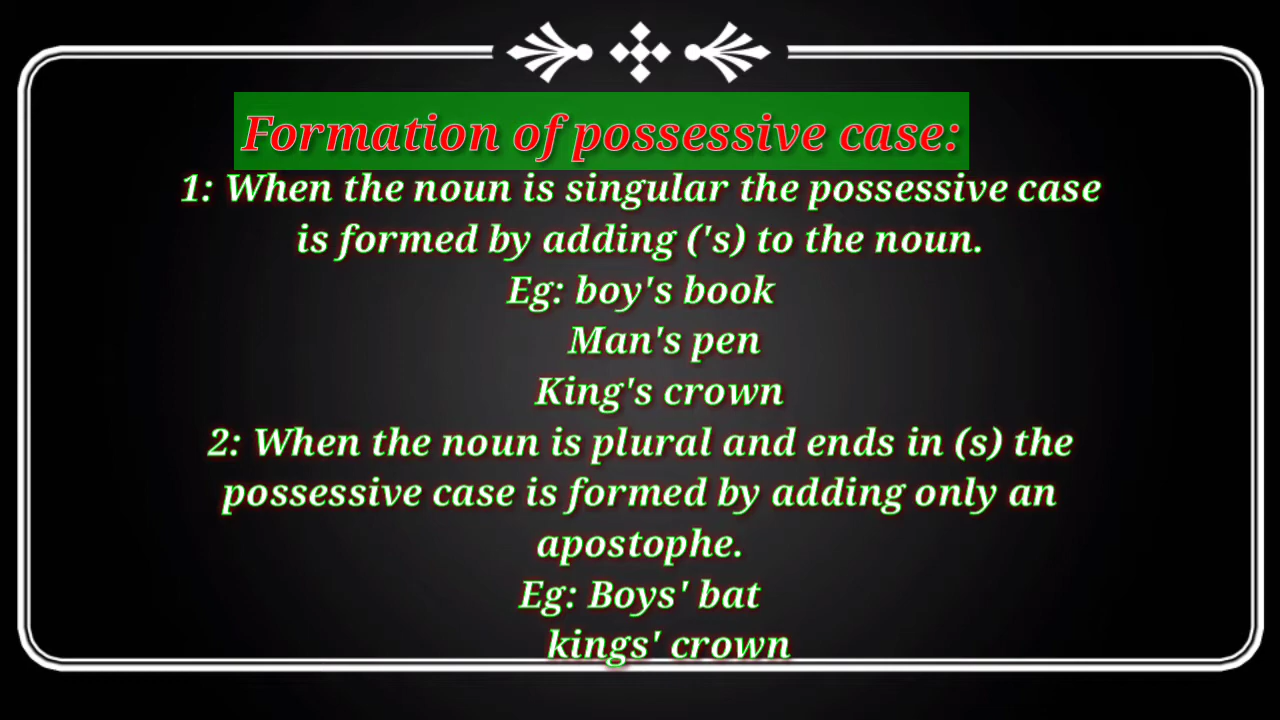 Formation of possessive case:
1: When the noun is singular the possessive case
is formed by adding ('s) to the noun.
Eg: boy's book
Man's pen
King's crown
2: When the noun is plural and ends in (s) the
possessive case is formed by adding only an
apostophe.
Eg: Boys' bat
kings' crown